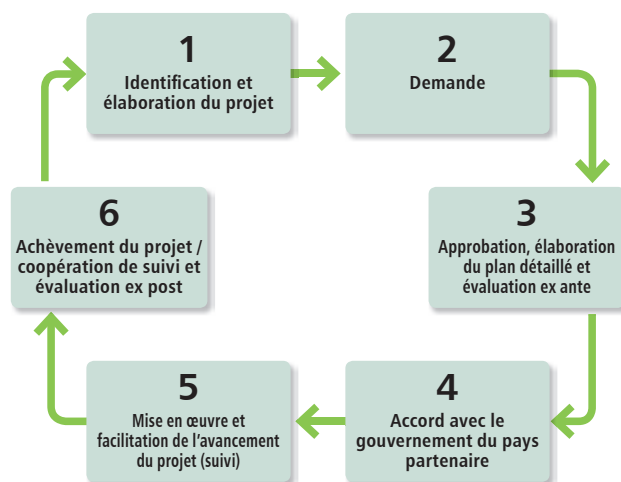 1
Identification et
élaboration du projet
2
Demande
3
Approbation, élaboration
du plan détaillé et
évaluation ex ante
4
Accord avec le
gouvernement du pays
partenaire
5
Mise en œuvre et
facilitation de l’avancement
du projet (suivi)
6
Achèvement du projet /
coopération de suivi et
évaluation ex post